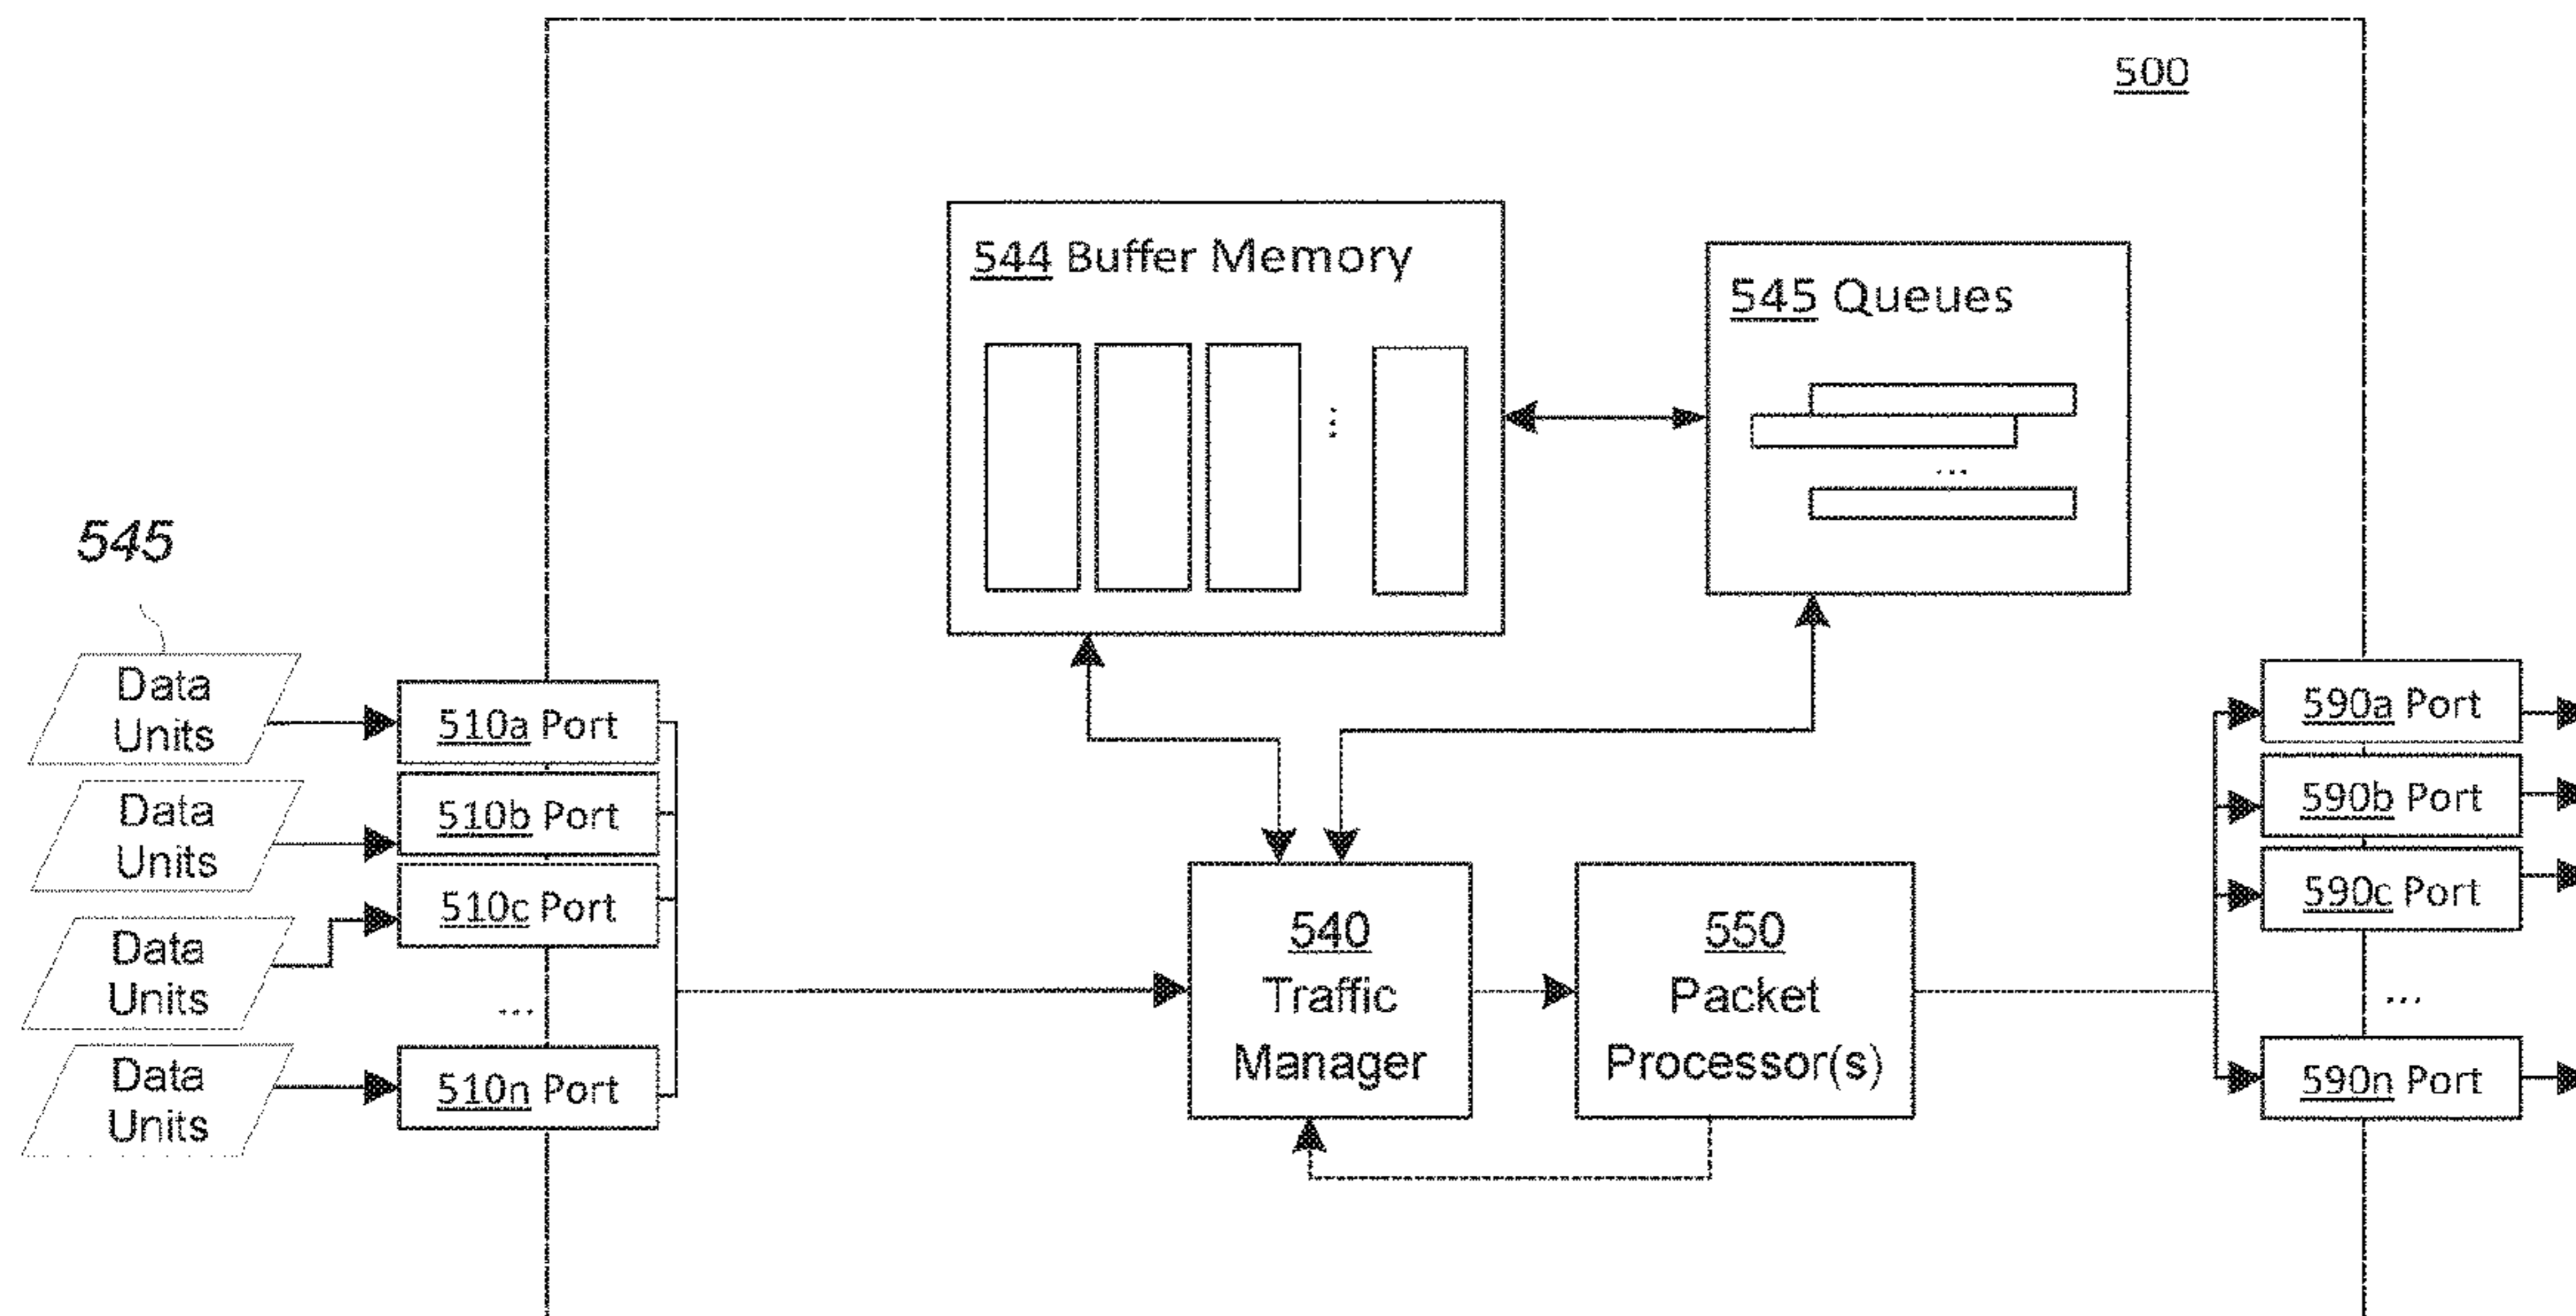 500
544 Buffer Memory
545 Queues
...
...
545
Data
Units
Data
Units
Data
Units
Data
Units
510a Port
510b Port
510c Port
...
510n Port
540
Traffic
Manager
550
Packet
Processor(s)
590a Port
590b Port
590c Port
...
590n Port